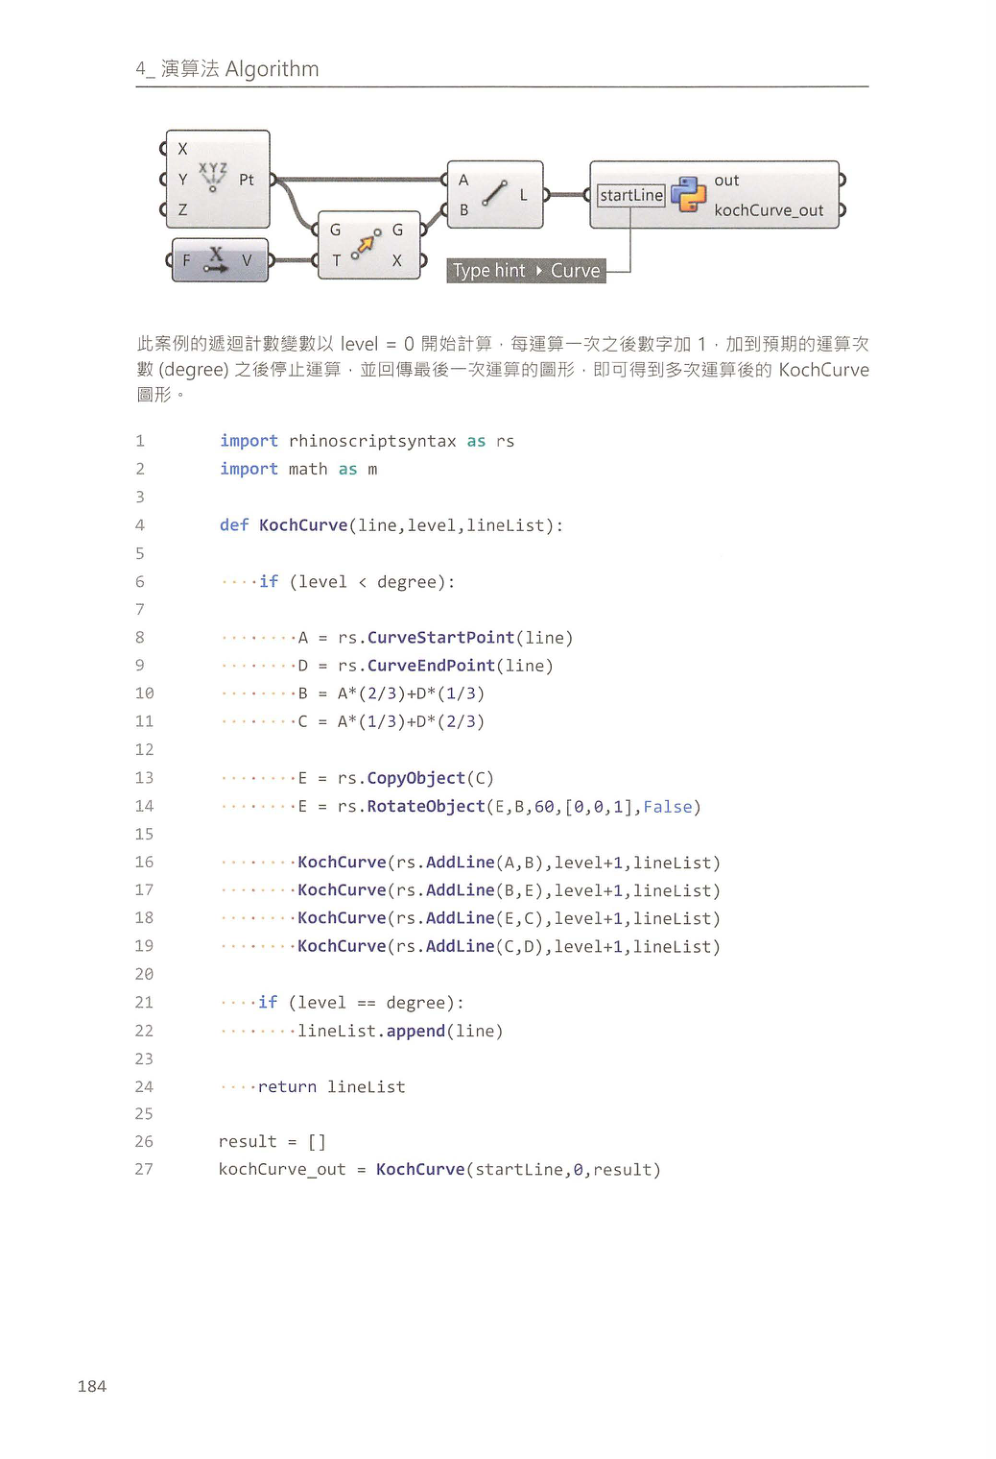 4_ 演算法 Algorithm
X
Y
Z
XYZ
Pt
F
X
V
G
T
G
X
A
B
L
startLine
out
kochCurve_out
Type hint ▸ Curve
此案例的遞迴計數變數以 level = 0 開始計算，每運算一次之後數字加 1，加到預期的運算次
數 (degree) 之後停止運算，並回傳最後一次運算的圖形，即可得到多次運算後的 KochCurve
圖形。
1 import rhinoscriptsyntax as rs
2 import math as m
3
4 def KochCurve(line,level,lineList):
5
6 ····if (level < degree):
7
8 ········A = rs.CurveStartPoint(line)
9 ········D = rs.CurveEndPoint(line)
10 ········B = A*(2/3)+D*(1/3)
11 ········C = A*(1/3)+D*(2/3)
12
13 ········E = rs.CopyObject(C)
14 ········E = rs.RotateObject(E,B,60,[0,0,1],False)
15
16 ········KochCurve(rs.AddLine(A,B),level+1,lineList)
17 ········KochCurve(rs.AddLine(B,E),level+1,lineList)
18 ········KochCurve(rs.AddLine(E,C),level+1,lineList)
19 ········KochCurve(rs.AddLine(C,D),level+1,lineList)
20
21 ····if (level == degree):
22 ········lineList.append(line)
23
24 ····return lineList
25
26 result = []
27 kochCurve_out = KochCurve(startLine,0,result)
184